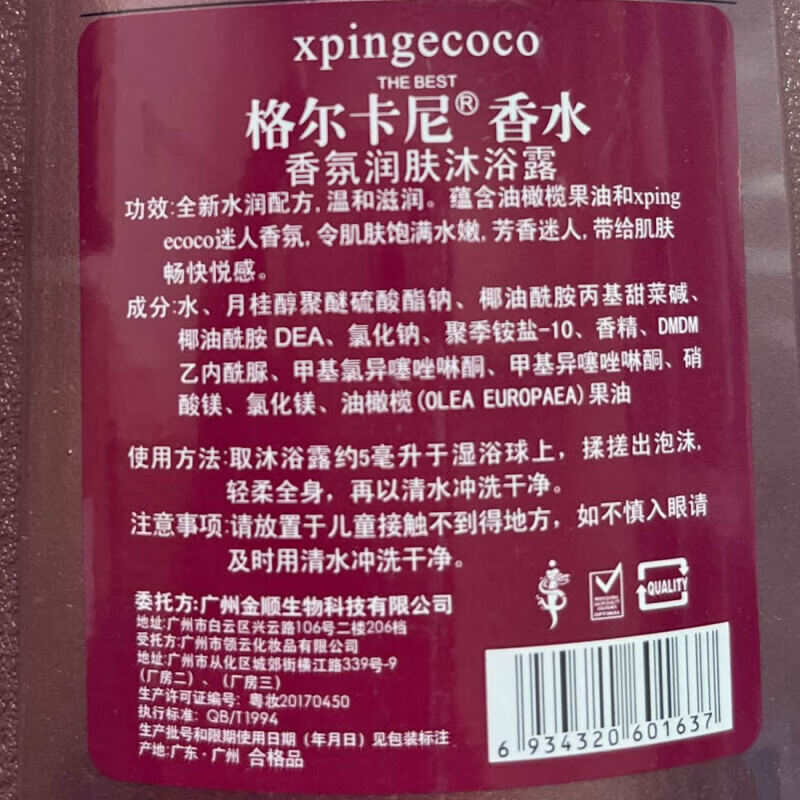 xpingecoco
THE BEST
格尔卡尼® 香水
香氛润肤沐浴露
功效:全新水润配方,温和滋润。蕴含油橄榄果油和xping
ecoco迷人香氛,令肌肤饱满水嫩,芳香迷人,带给肌肤
畅快悦感。
成分:水、月桂醇聚醚硫酸酯钠、椰油酰胺丙基甜菜碱、
椰油酰胺 DEA、氯化钠、聚季铵盐-10、香精、DMDM
乙内酰脲、甲基氯异噻唑啉酮、甲基异噻唑啉酮、硝
酸镁、氯化镁、油橄榄(OLEA EUROPAEA)果油
使用方法:取沐浴露约5毫升于湿浴球上,揉搓出泡沫,
轻柔全身,再以清水冲洗干净。
注意事项:请放置于儿童接触不到得地方,如不慎入眼请
及时用清水冲洗干净。
委托方:广州金顺生物科技有限公司
地址:广州市白云区兴云路106号二楼206档
受托方:广州市领云化妆品有限公司
地址:广州市从化区城郊街横江路339号-9
(厂房二)、(厂房三)
生产许可证编号:粤妆20170450
执行标准:QB/T1994
生产批号和限期使用日期(年月日)见包装标注
产地:广东·广州 合格品
QUALITY
6 934320 601637